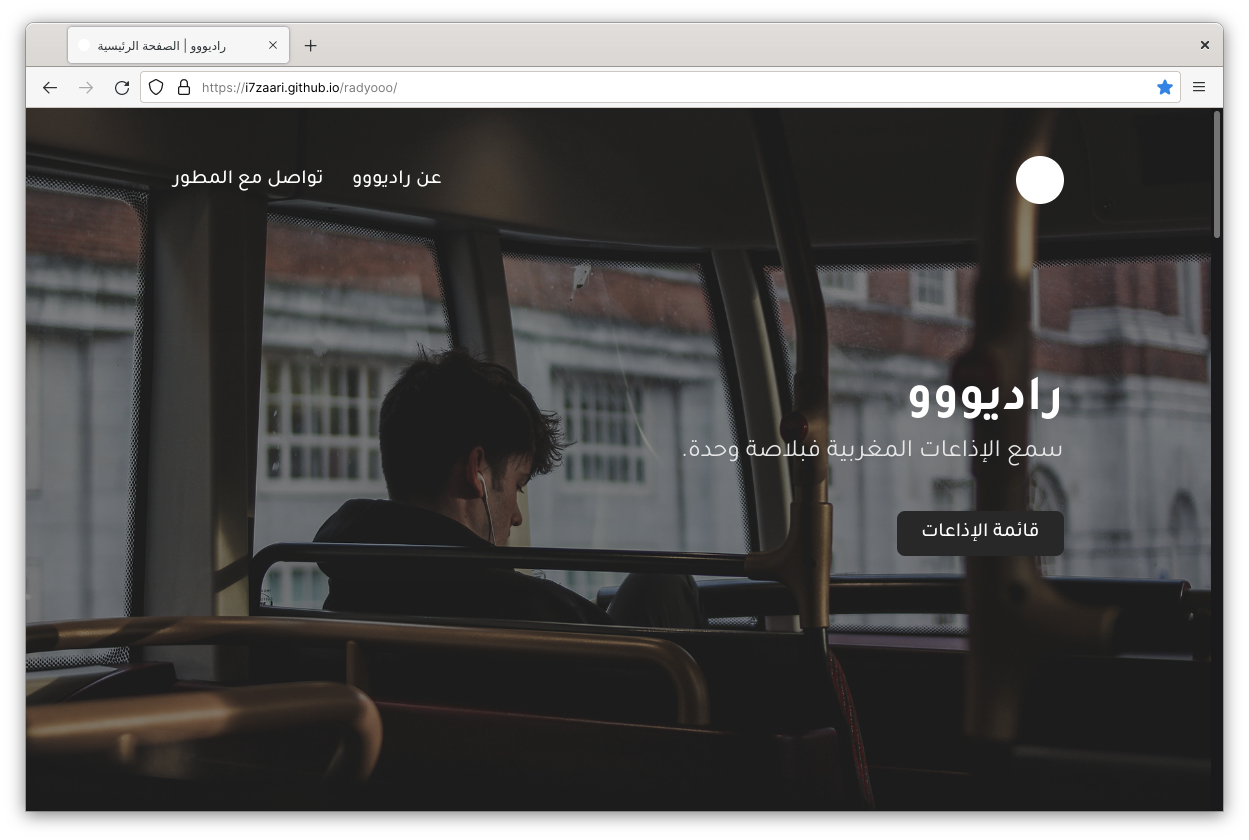 راديووو | الصفحة الرئيسية
https://i7zaari.github.io/radyooo/
عن راديووو
تواصل مع المطور
راديووو
سمع الإذاعات المغربية فبلاصة وحدة.
قائمة الإذاعات